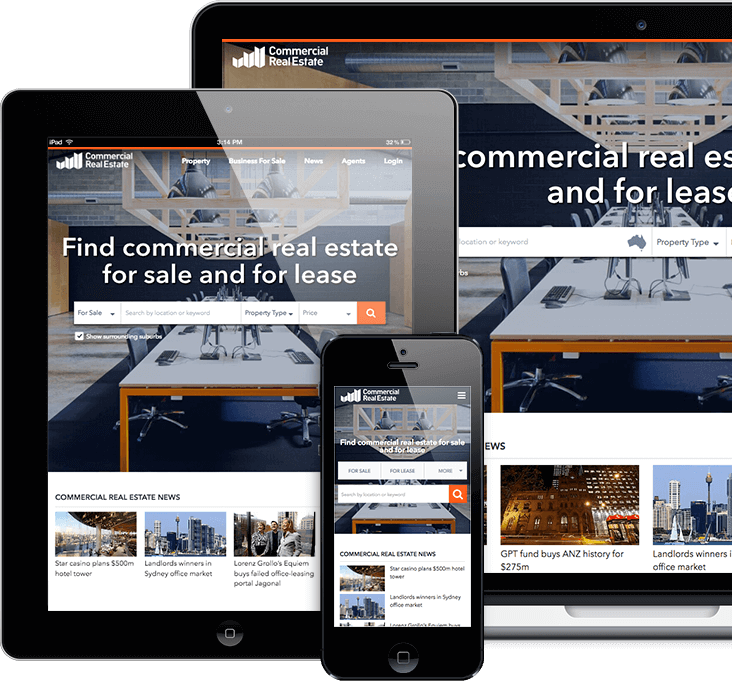 Commercial
Real Estate
commercial real es
and for leas
location or keyword
Property Type
bs
EWS
GPT fund buys ANZ history for
$275m
Landlords winners i
office market
iPad
3:14 PM
32%
Commercial
Real Estate
Property
Business For Sale
News
Agents
Login
Find commercial real estate
for sale and for lease
For Sale
Search by location or keyword
Property Type
Price
Show surrounding suburbs
COMMERCIAL REAL ESTATE NEWS
Star casino plans $500m
hotel tower
Landlords winners in
Sydney office market
Lorenz Grollo's Equiem
buys failed office-leasing
portal Jagonal
Commercial
Real Estate
Find commercial real estate for sale
and for lease
FOR SALE
FOR LEASE
MORE
Search by location or keyword
COMMERCIAL REAL ESTATE NEWS
Star casino plans $500m hotel
tower
Landlords winners in Sydney
office market
Lorenz Grollo's Equiem buys